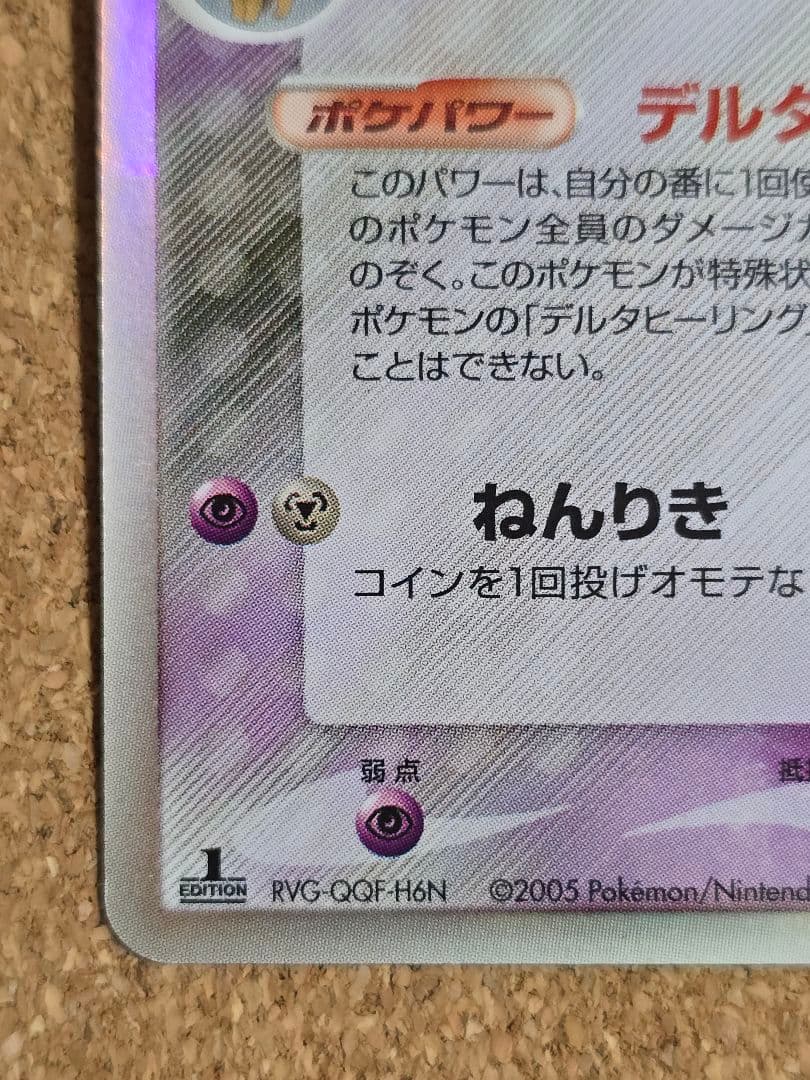 ポケパワー デルタ
このパワーは、自分の番に1回使
のポケモン全員のダメージカ
のぞく。このポケモンが特殊状
ポケモンの「デルタヒーリング」
ことはできない。
ねんりき
コインを1回投げオモテな
弱点
抵
1
EDITION RVG-QQF-H6N ©2005 Pokémon/Nintend